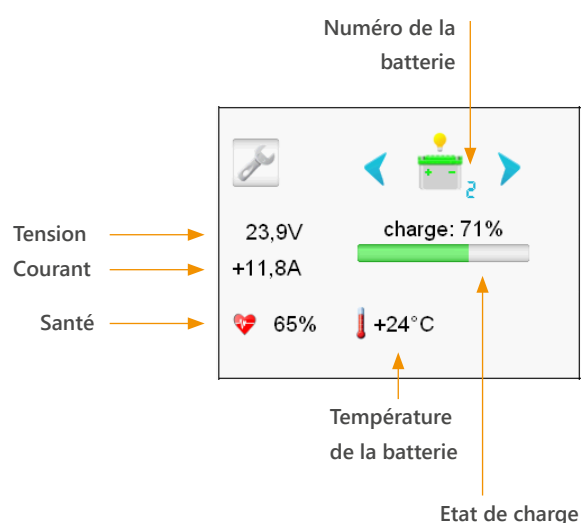 Numéro de la
batterie
2
Tension
23,9V
charge: 71%
Courant
+11,8A
Santé
65%
+24°C
Température
de la batterie
Etat de charge